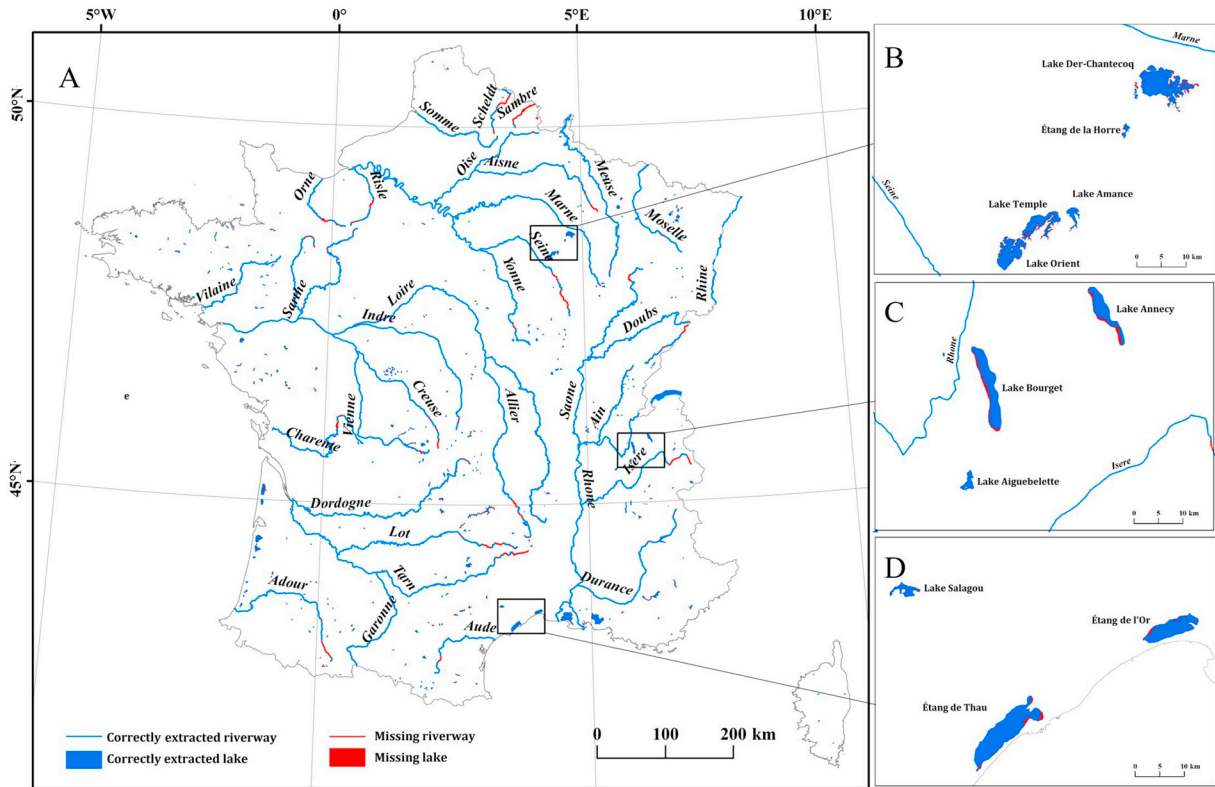 5°W
0°
5°E
10°E
50°N
45°N
A
Somme
Scheldt
Sambre
Oise
Aisne
Meuse
Orne
Risle
Marne
Moselle
Seine
Yonne
Rhine
Vilaine
Sarthe
Loire
Indre
Doubs
Creuse
Allier
Saone
Ain
Vienne
Charente
Isere
Rhone
Dordogne
Lot
Tarn
Adour
Garonne
Durance
Aude
e
Correctly extracted riverway
Missing riverway
Correctly extracted lake
Missing lake
0 100 200 km
B
Marne
Lake Der-Chantecoq
Étang de la Horre
Seine
Lake Amance
Lake Temple
Lake Orient
0 5 10 km
C
Lake Annecy
Rhone
Lake Bourget
Isere
Lake Aiguebelette
0 5 10 km
D
Lake Salagou
Étang de l'Or
Étang de Thau
0 5 10 km